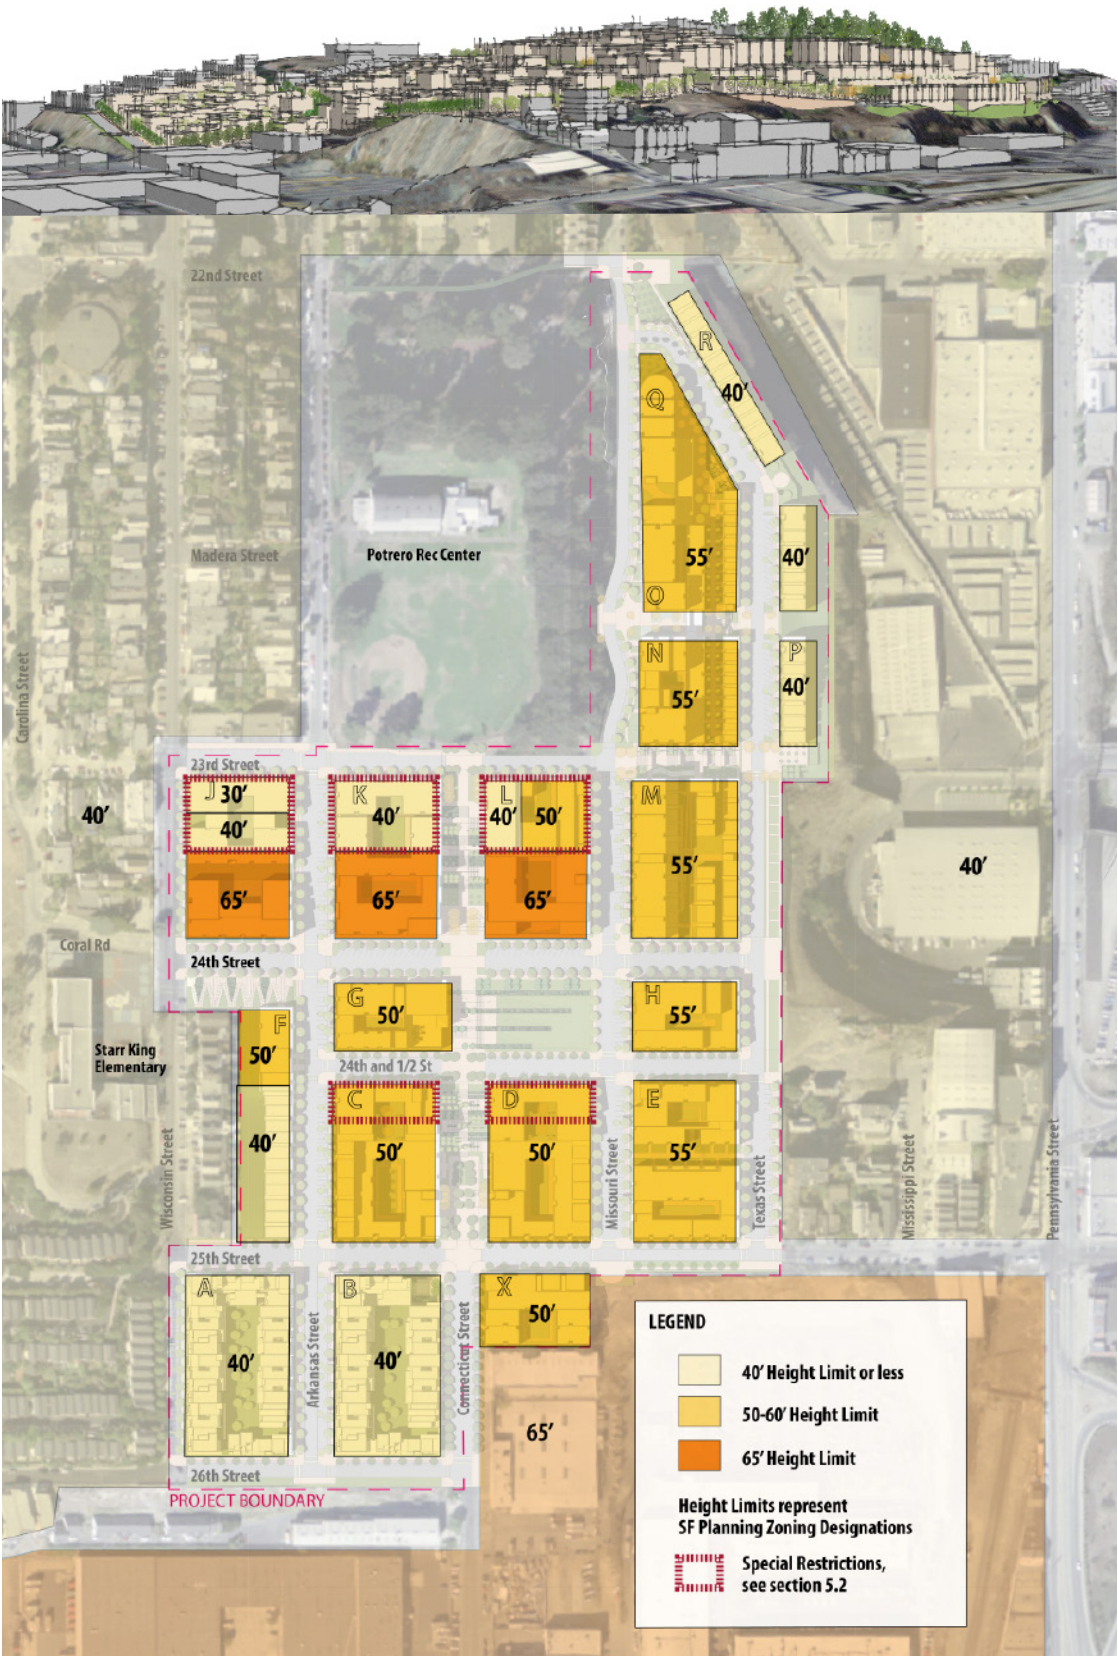 22nd Street
R
40'
Q
Madera Street
Potrero Rec Center
55'
40'
O
N
P
55'
40'
Carolina Street
23rd Street
J 30'
K
L
M
40'
40'
40'
40'
50'
55'
40'
65'
65'
65'
Coral Rd
24th Street
G
H
50'
55'
F
Starr King
Elementary
50'
24th and 1/2 St
C
D
E
40'
50'
50'
55'
Wisconsin Street
Missouri Street
Texas Street
Mississippi Street
Pennsylvania Street
25th Street
A
B
X
50'
40'
40'
Arkansas Street
Connecticut Street
65'
26th Street
PROJECT BOUNDARY
LEGEND
40' Height Limit or less
50-60' Height Limit
65' Height Limit
Height Limits represent
SF Planning Zoning Designations
Special Restrictions,
see section 5.2